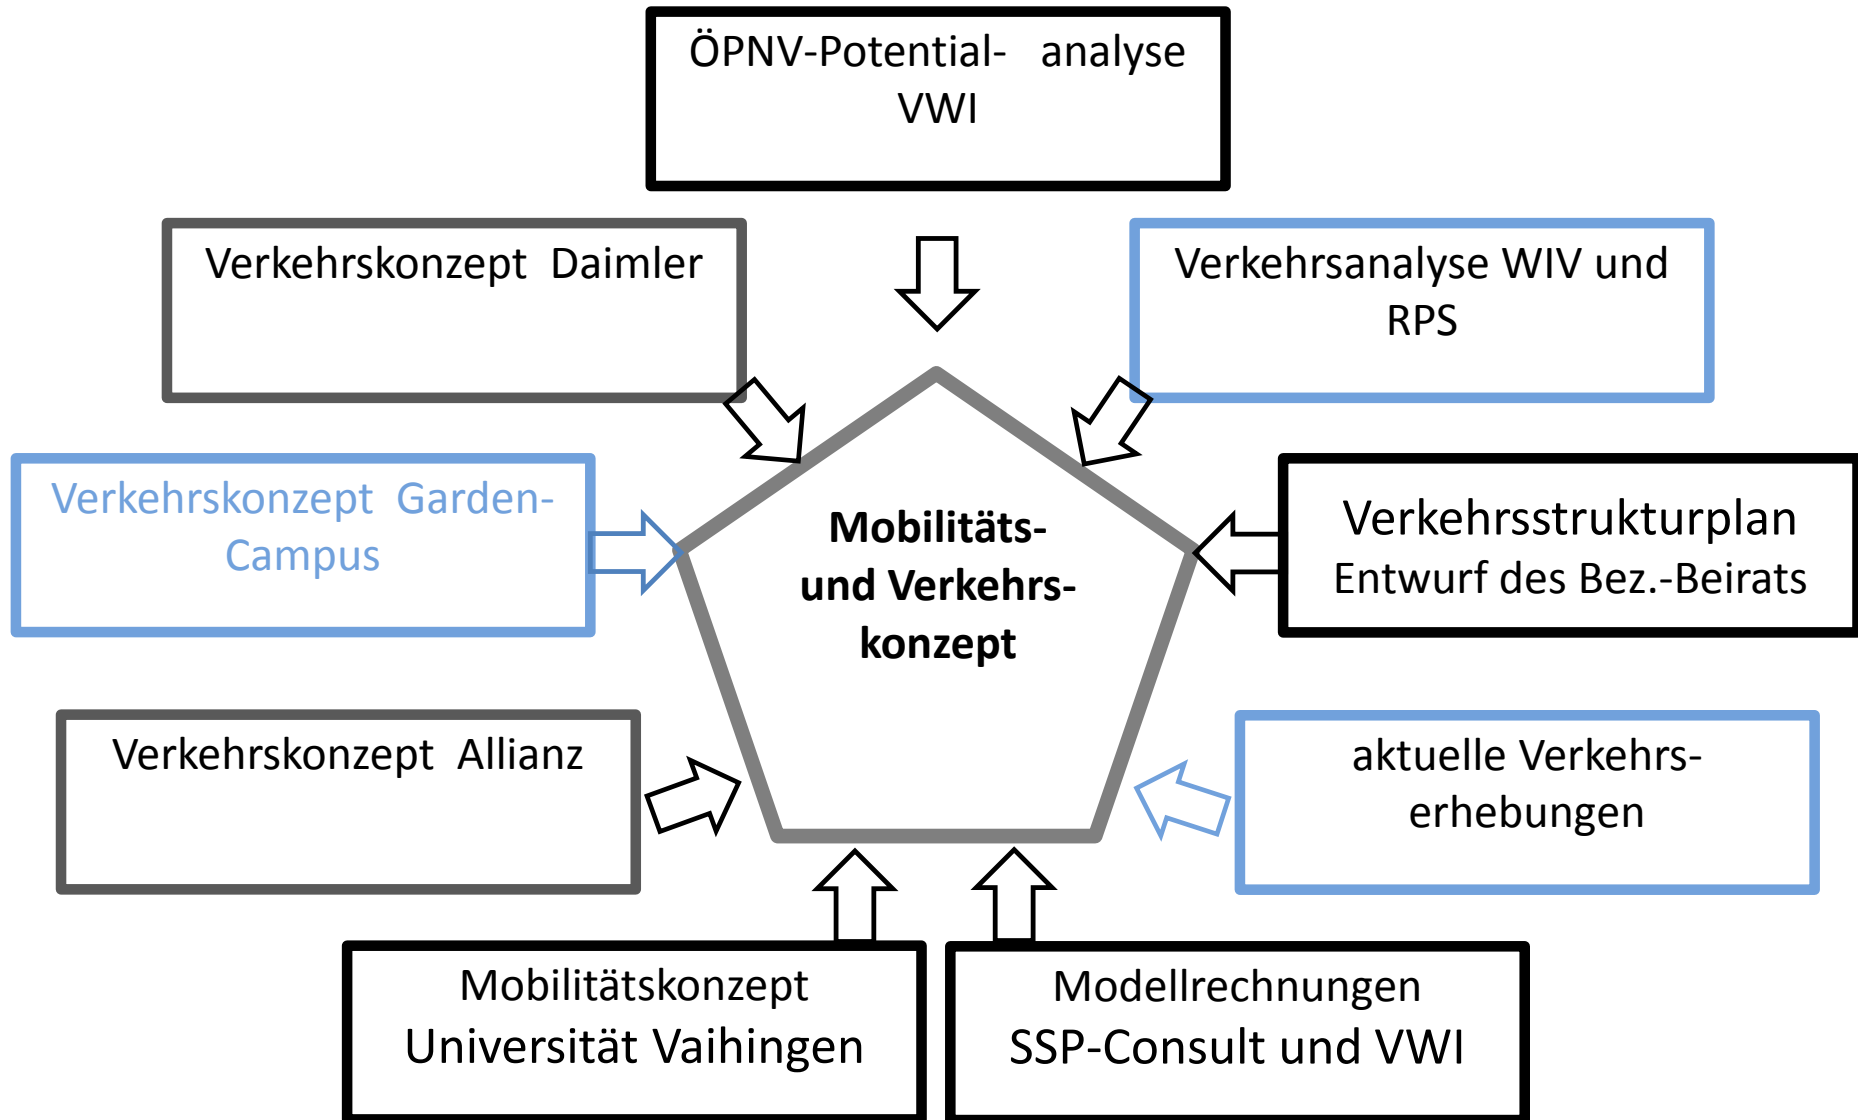 ÖPNV-Potential- analyse
VWI
Verkehrskonzept Daimler
Verkehrsanalyse WIV und
RPS
Verkehrskonzept Garden-
Campus
Mobilitäts-
und Verkehrs-
konzept
Verkehrsstrukturplan
Entwurf des Bez.-Beirats
Verkehrskonzept Allianz
aktuelle Verkehrs-
erhebungen
Mobilitätskonzept
Universität Vaihingen
Modellrechnungen
SSP-Consult und VWI